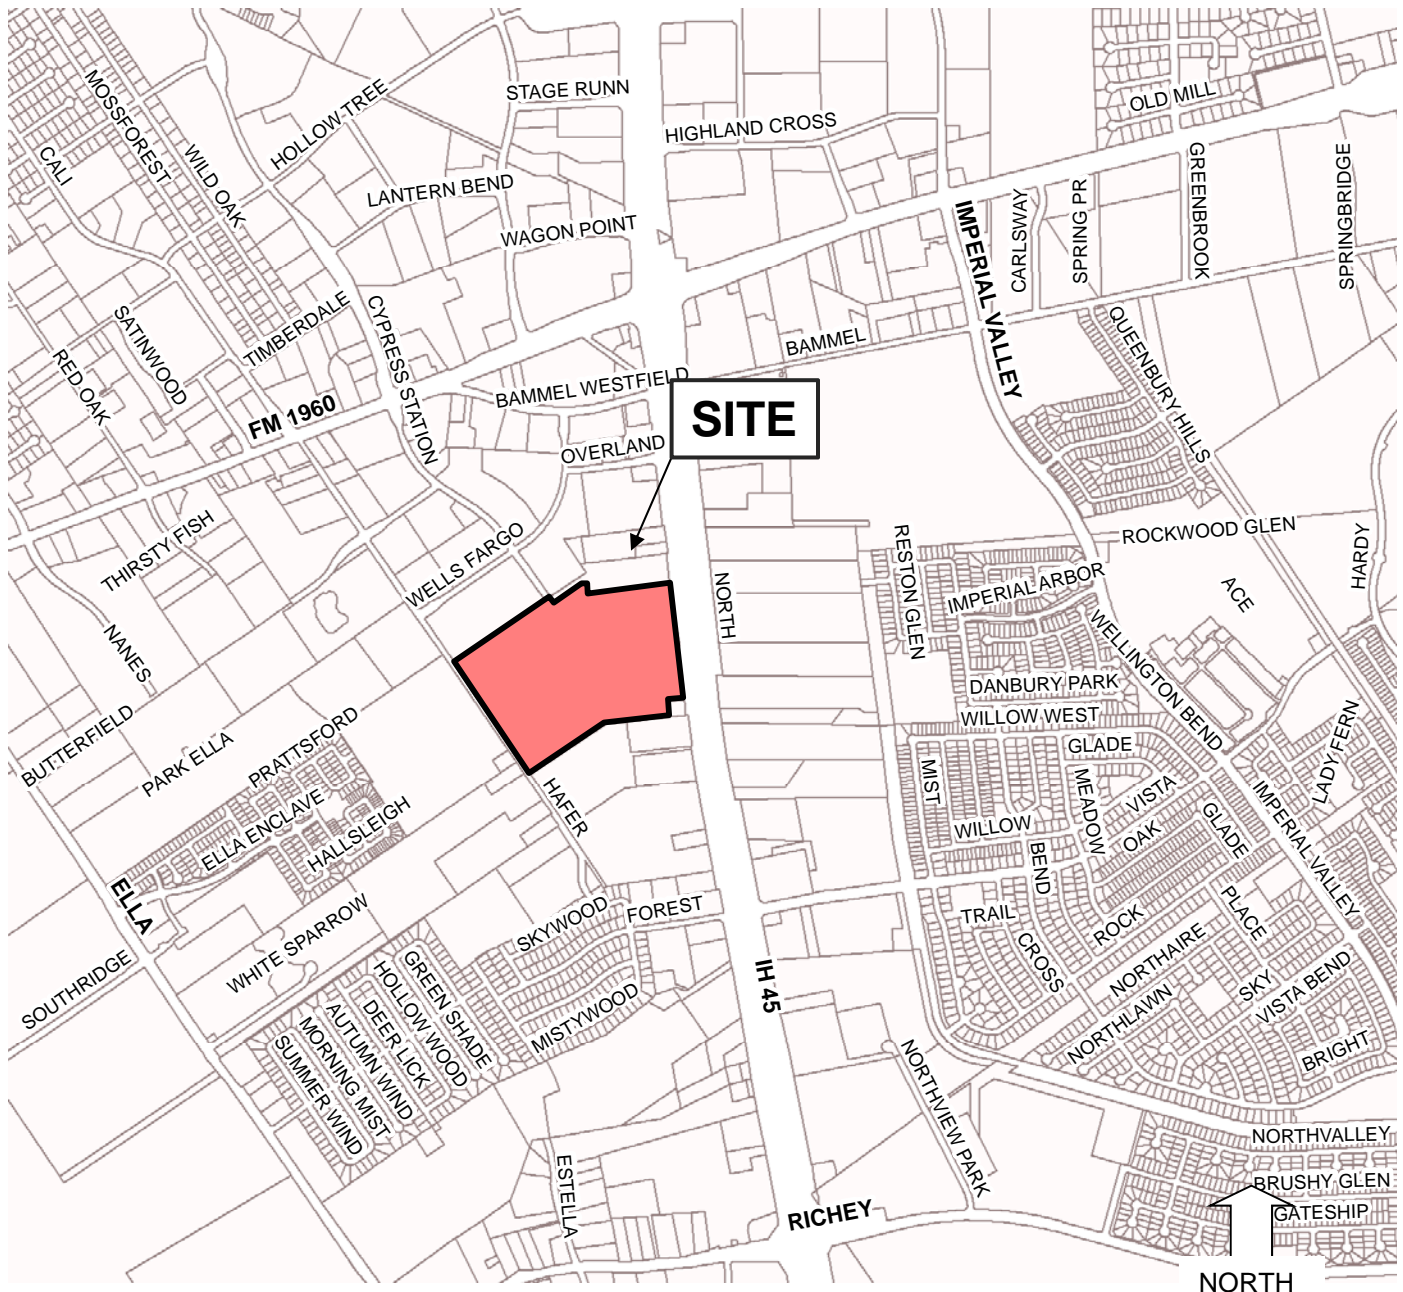 STAGE RUNN
HOLLOW TREE
MOSSFOREST
OLD MILL
HIGHLAND CROSS
CALI
WILD OAK
LANTERN BEND
GREENBROOK
SPRINGBRIDGE
CARLSWAY
SPRING PR
WAGON POINT
IMPERIAL VALLEY
TIMBERDALE
CYPRESS STATION
SATINWOOD
RED OAK
BAMMEL
QUEENBURY HILLS
BAMMEL WESTFIELD
FM 1960
SITE
OVERLAND
THIRSTY FISH
WELLS FARGO
ROCKWOOD GLEN
HARDY
RESTON GLEN
IMPERIAL ARBOR
ACE
NORTH
NANES
WELLINGTON BEND
DANBURY PARK
WILLOW WEST
BUTTERFIELD
PARK ELLA
PRATTSFORD
GLADE
LADY FERN
MIST
MEADOW
VISTA
HAFER
ELLA ENCLAVE
HALLSLEIGH
WILLOW
BEND
OAK
GLADE
IMPERIAL VALLEY
ELLA
WHITE SPARROW
SKYWOOD
FOREST
TRAIL
CROSS
ROCK
PLACE
NORTHAIRE
SOUTHRIDGE
IH 45
SKY
VISTA BEND
GREEN SHADE
HOLLOW WOOD
DEER LICK
AUTUMN WIND
MORNING MIST
SUMMER WIND
MISTYWOOD
NORTHLAWN
BRIGHT
NORTHVIEW PARK
NORTHVALLEY
BRUSHY GLEN
GATESHIP
ESTELLA
RICHEY
NORTH